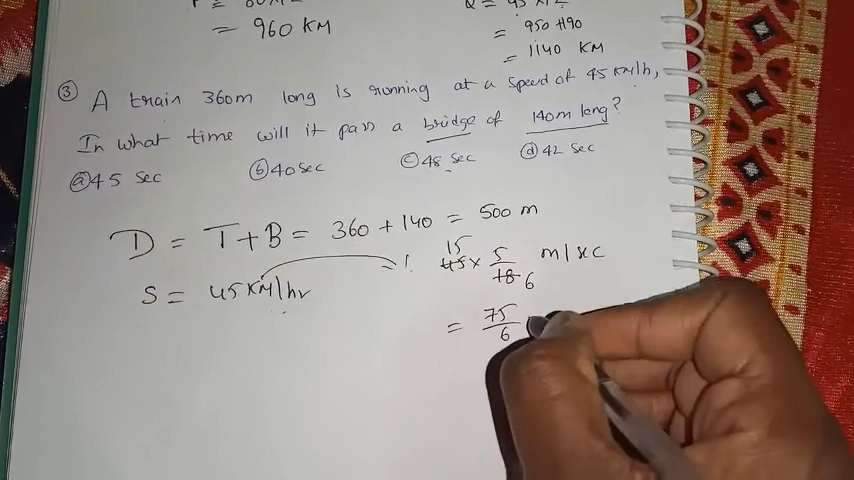 = 960 KM
= 950 +190
= 1140 KM
③ A train 360m long is running at a speed of 45 KM/h,
In what time will it pass a bridge of 140m long?
ⓐ 45 sec ⓑ 40 sec ⓒ 48 sec ⓓ 42 sec
D = T+B = 360 + 140 = 500 m
S = 45 KM/hr = 45 × 5/18 m/sec
15 6
= 75/6